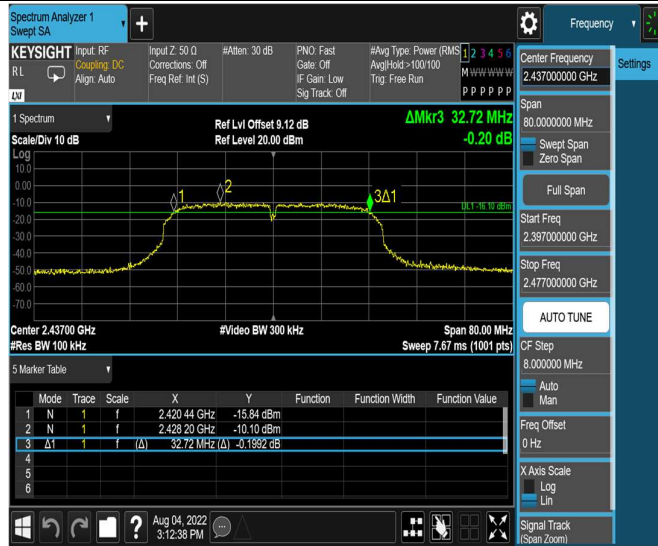 Spectrum Analyzer 1
Swept SA
+
Frequency
KEYSIGHT
RL
LXI
Input: RF
Coupling: DC
Align: Auto
Input Z: 50 Ω
Corrections: Off
Freq Ref: Int (S)
#Atten: 30 dB
PNO: Fast
Gate: Off
IF Gain: Low
Sig Track: Off
#Avg Type: Power (RMS
Avg|Hold:>100/100
Trig: Free Run
1 2 3 4 5 6
M W W W W W
P P P P P P
1 Spectrum
Scale/Div 10 dB
Ref Lvl Offset 9.12 dB
Ref Level 20.00 dBm
ΔMkr3 32.72 MHz
-0.20 dB
Log
10.0
0.00
-10.0
-20.0
-30.0
-40.0
-50.0
-60.0
-70.0
1
2
3Δ1
DL1 -16.10 dBm
Center 2.43700 GHz
#Video BW 300 kHz
Span 80.00 MHz
#Res BW 100 kHz
Sweep 7.67 ms (1001 pts)
5 Marker Table
Mode Trace Scale X Y Function Function Width Function Value
1 N 1 f 2.420 44 GHz -15.84 dBm
2 N 1 f 2.428 20 GHz -10.10 dBm
3 Δ1 1 f (Δ) 32.72 MHz (Δ) -0.1992 dB
4
5
6
?
Aug 04, 2022
3:12:38 PM
Center Frequency
2.437000000 GHz
Settings
Span
80.0000000 MHz
Swept Span
Zero Span
Full Span
Start Freq
2.397000000 GHz
Stop Freq
2.477000000 GHz
AUTO TUNE
CF Step
8.000000 MHz
Auto
Man
Freq Offset
0 Hz
X Axis Scale
Log
Lin
Signal Track
(Span Zoom)